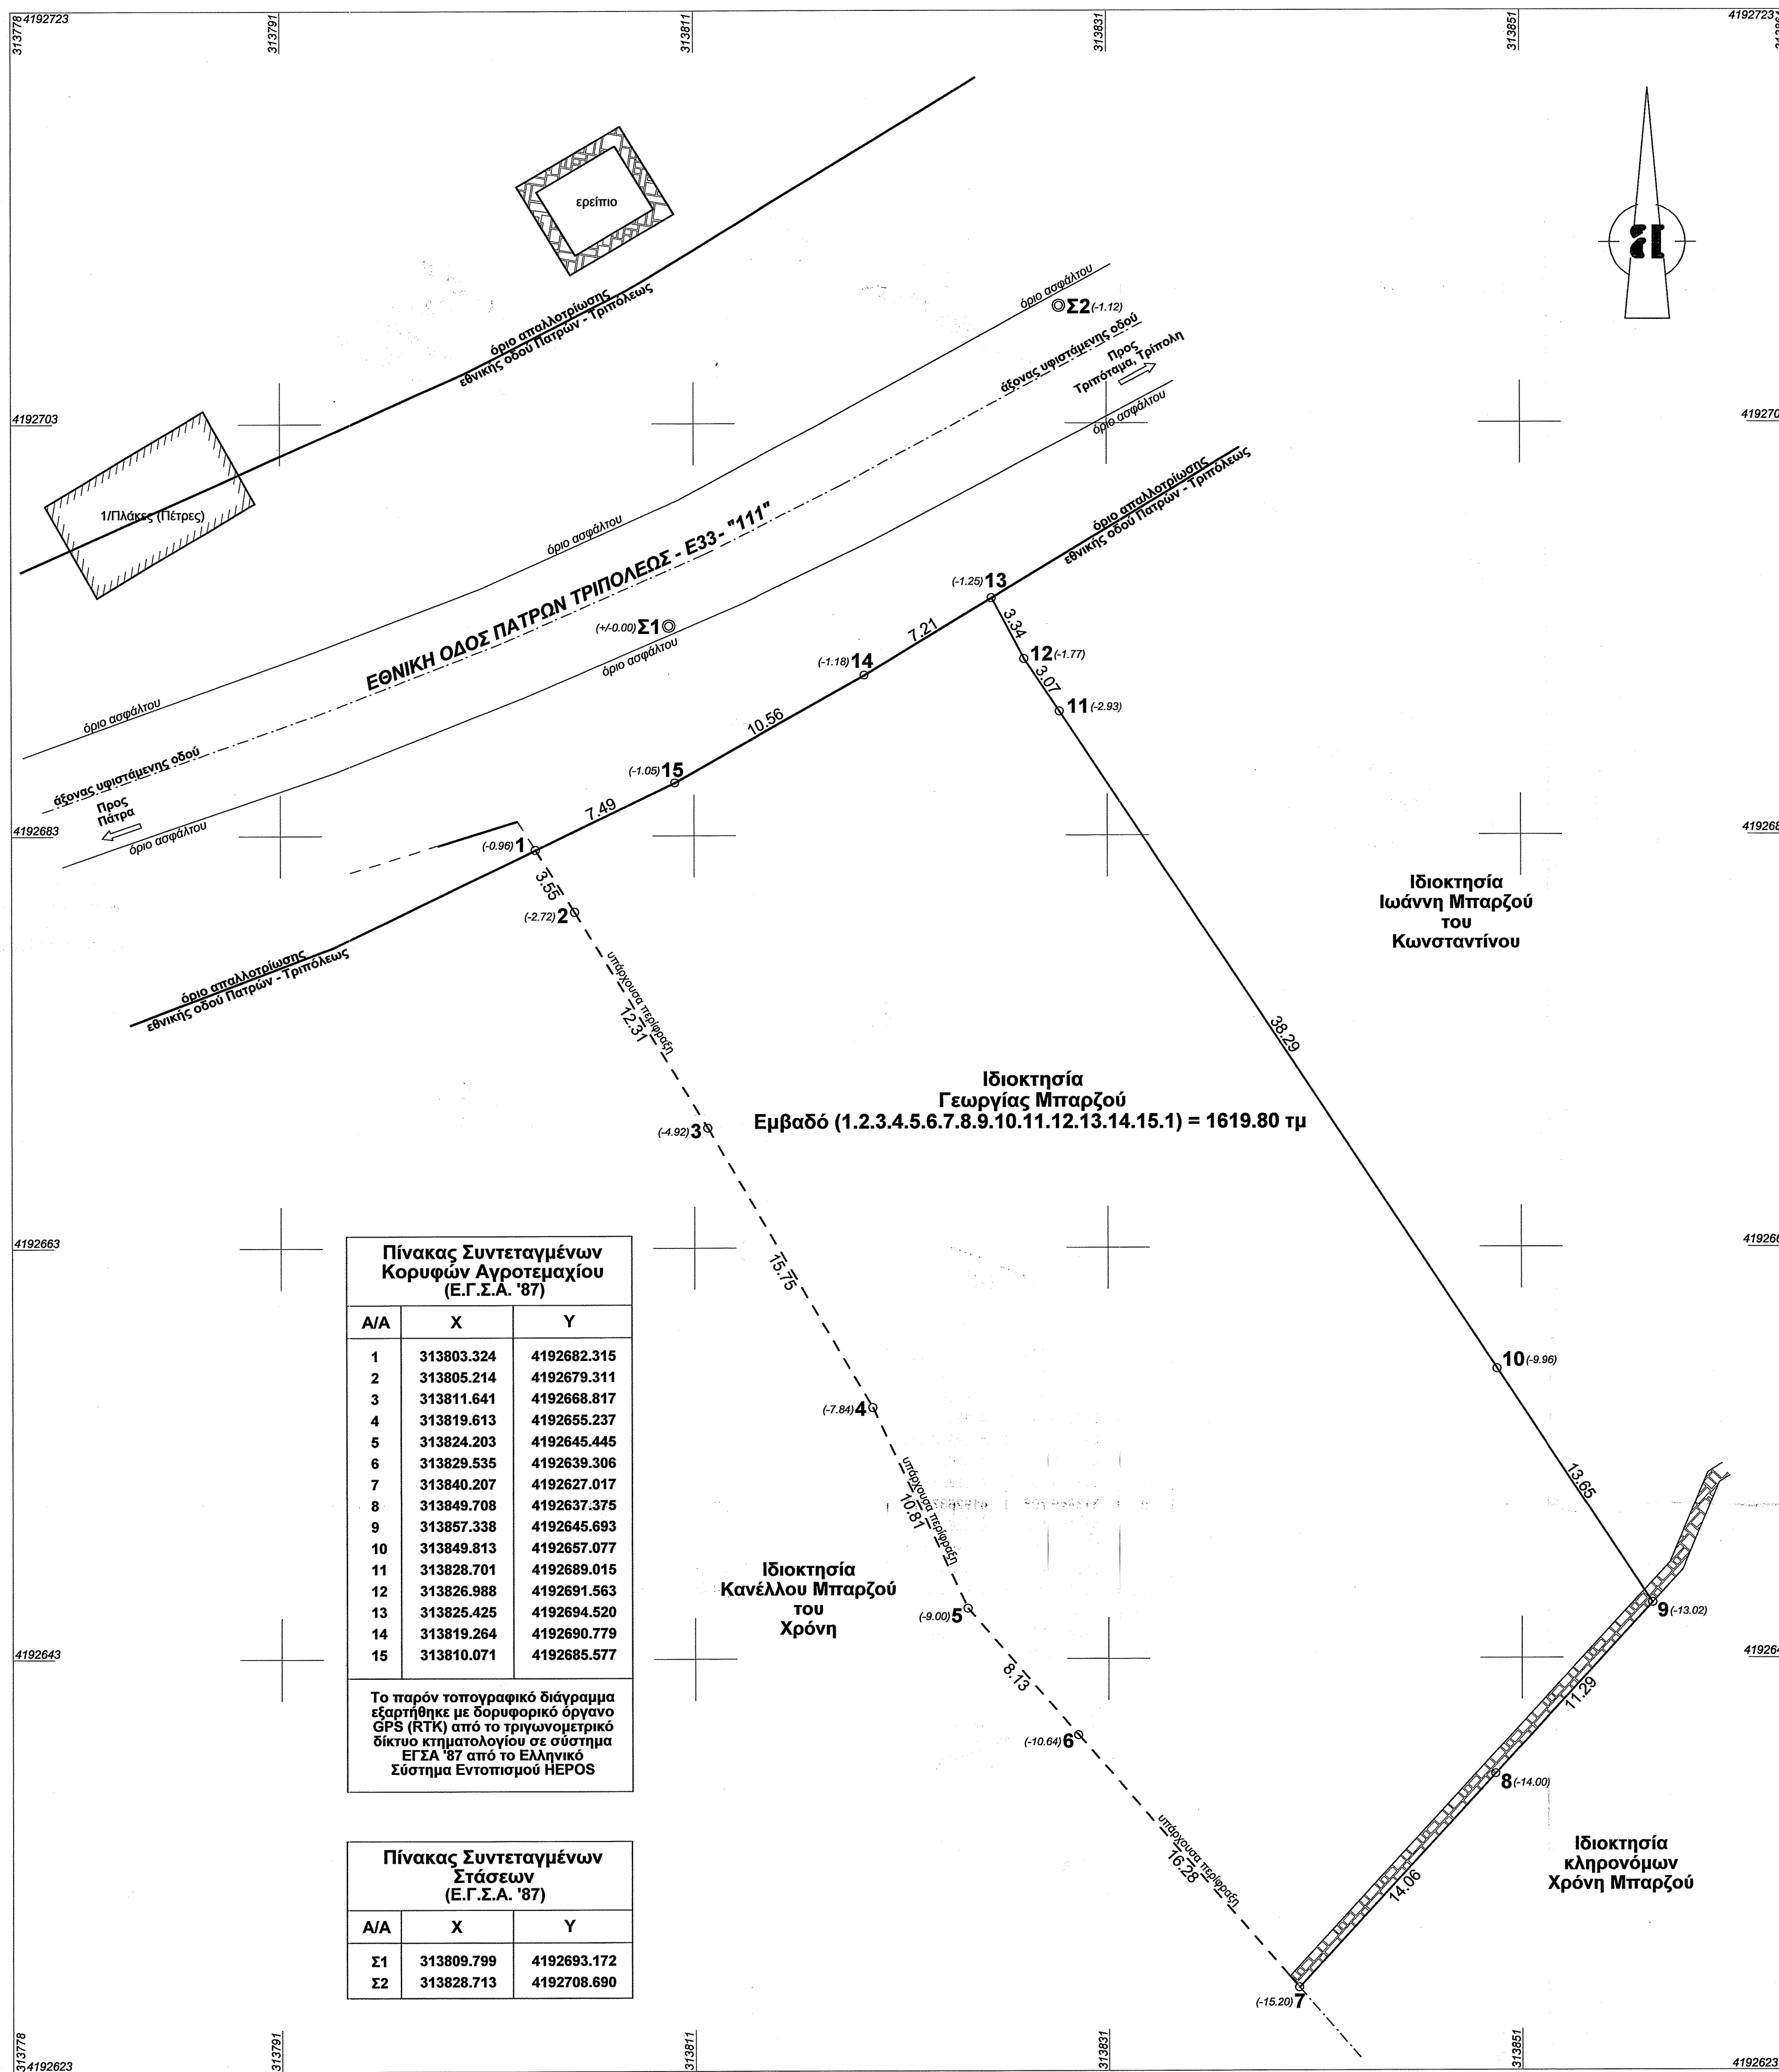 313778
4192723
313791
313811
313831
313851
4192723
ερείπιο
όριο απαλλοτρίωσης
εθνικής οδού Πατρών - Τριπόλεως
όριο ασφάλτου
Σ2 (-1.12)
άξονας υφιστάμενης οδού
Προς
Τριπόταμα, Τρίπολη
όριο ασφάλτου
4192703
1/Πλάκες (Πέτρες)
όριο απαλλοτρίωσης
εθνικής οδού Πατρών - Τριπόλεως
όριο ασφάλτου
ΕΘΝΙΚΗ ΟΔΟΣ ΠΑΤΡΩΝ ΤΡΙΠΟΛΕΩΣ - Ε33- "111"
(-1.25) 13
3.34
7.21
(+/-0.00) Σ1
όριο ασφάλτου
(-1.18) 14
12 (-1.77)
3.07
11 (-2.93)
όριο ασφάλτου
10.56
άξονας υφιστάμενης οδού
(-1.05) 15
Προς
Πάτρα
7.49
όριο ασφάλτου
4192683
(-0.96) 1
3.55
(-2.72) 2
Ιδιοκτησία
Ιωάννη Μπαρζού
του
Κωνσταντίνου
όριο απαλλοτρίωσης
εθνικής οδού Πατρών - Τριπόλεως
υπάρχουσα περίφραξη
12.31
38.29
Ιδιοκτησία
Γεωργίας Μπαρζού
Εμβαδό (1.2.3.4.5.6.7.8.9.10.11.12.13.14.15.1) = 1619.80 τμ
(-4.92) 3
4192663
15.75
Πίνακας Συντεταγμένων
Κορυφών Αγροτεμαχίου
(Ε.Γ.Σ.Α. '87)
Α/Α X Y
1 313803.324 4192682.315
2 313805.214 4192679.311
3 313811.641 4192668.817
4 313819.613 4192655.237
5 313824.203 4192645.445
6 313829.535 4192639.306
7 313840.207 4192627.017
8 313849.708 4192637.375
9 313857.338 4192645.693
10 313849.813 4192657.077
11 313828.701 4192689.015
12 313826.988 4192691.563
13 313825.425 4192694.520
14 313819.264 4192690.779
15 313810.071 4192685.577
Το παρόν τοπογραφικό διάγραμμα
εξαρτήθηκε με δορυφορικό όργανο
GPS (RTK) από το τριγωνομετρικό
δίκτυο κτηματολογίου σε σύστημα
ΕΓΣΑ '87 από το Ελληνικό
Σύστημα Εντοπισμού HEPOS
10 (-9.96)
(-7.84) 4
υπάρχουσα περίφραξη
10.81
13.65
Ιδιοκτησία
Κανέλλου Μπαρζού
του
Χρόνη
(-9.00) 5
9 (-13.02)
4192643
8.13
11.29
(-10.64) 6
8 (-14.00)
υπάρχουσα περίφραξη
16.28
14.06
Ιδιοκτησία
κληρονόμων
Χρόνη Μπαρζού
(-15.20) 7
Πίνακας Συντεταγμένων
Στάσεων
(Ε.Γ.Σ.Α. '87)
Α/Α X Y
Σ1 313809.799 4192693.172
Σ2 313828.713 4192708.690
313778
4192623
313791
313811
313831
313851
4192623